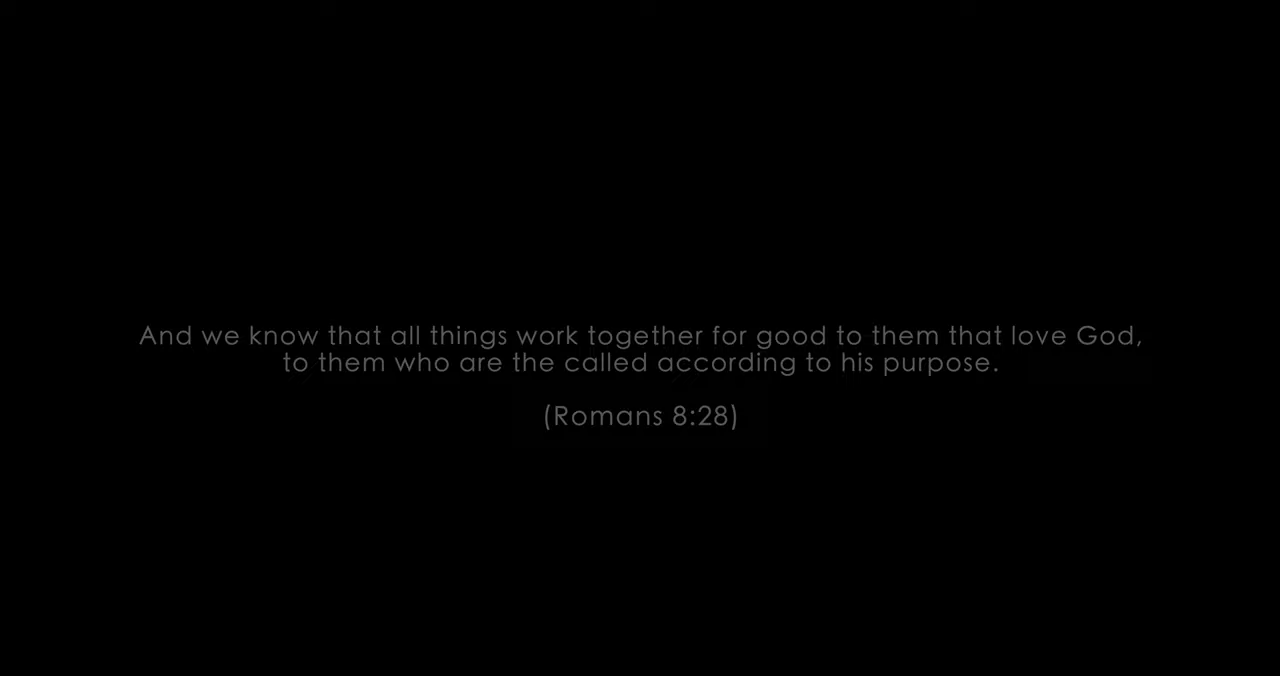 And we know that all things work together for good to them that love God,
to them who are the called according to his purpose.
(Romans 8:28)